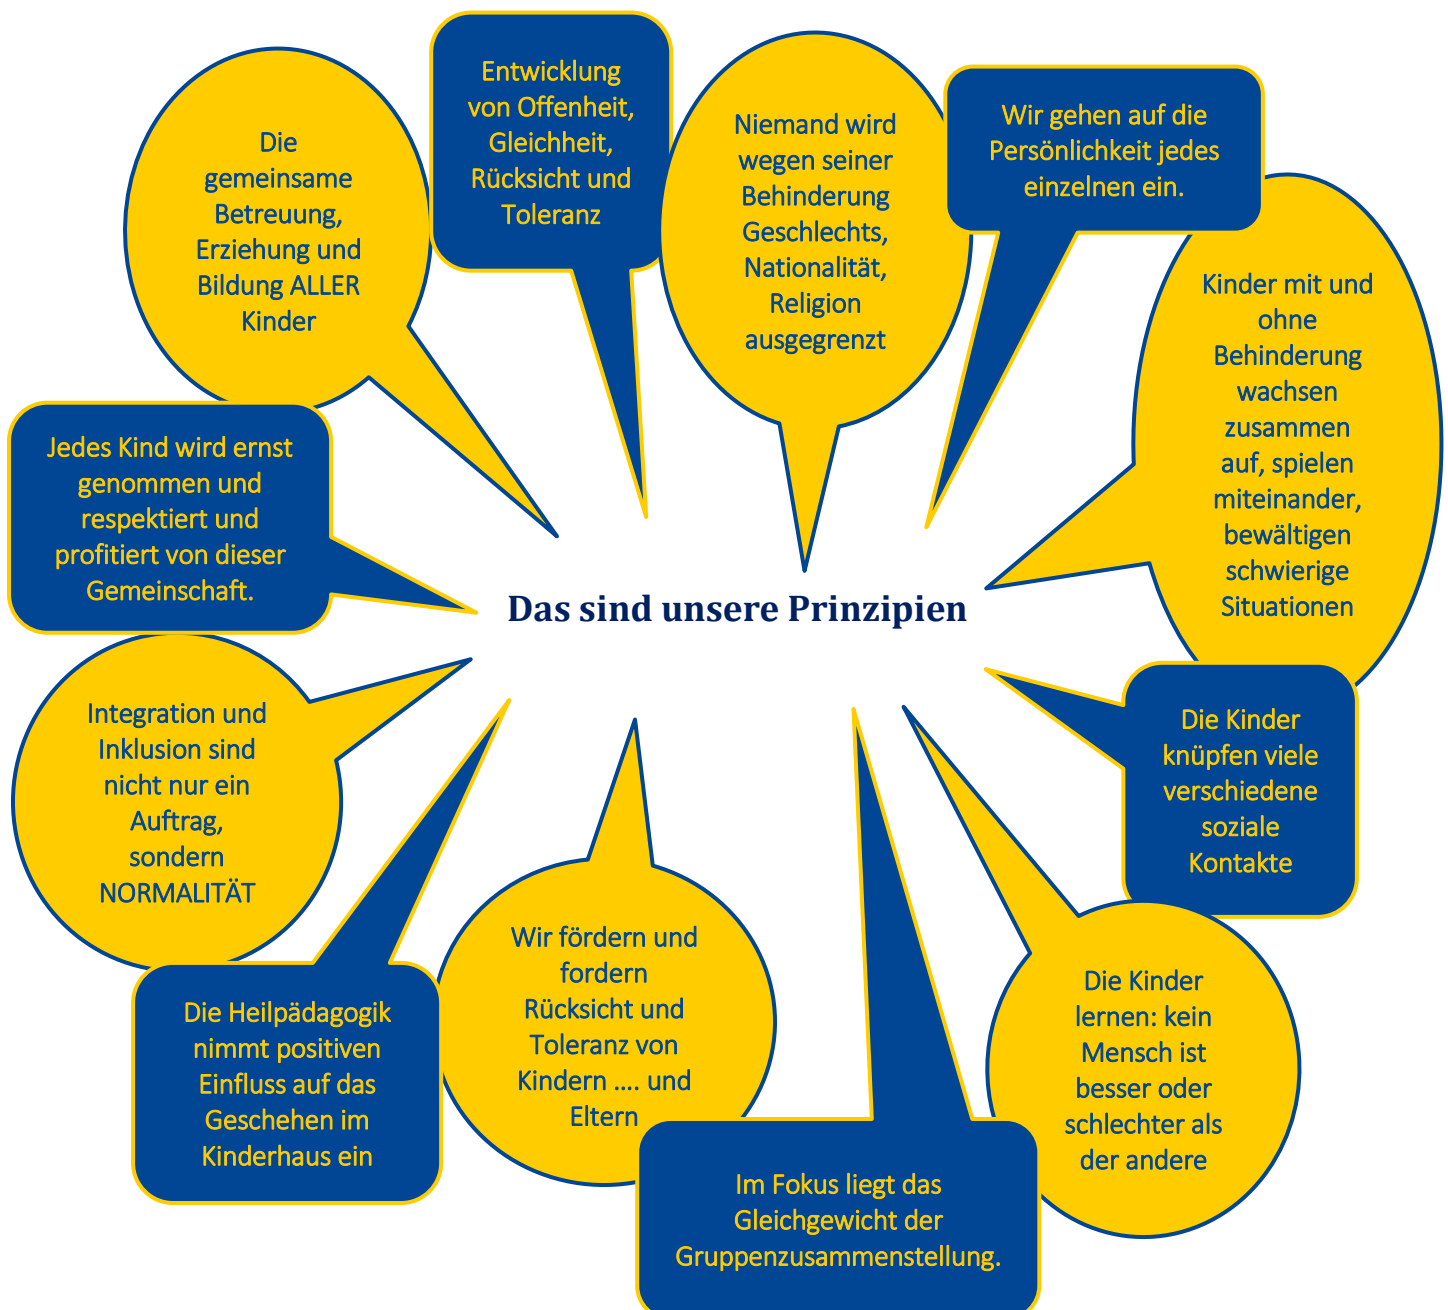 Die
gemeinsame
Betreuung,
Erziehung und
Bildung ALLER
Kinder
Entwicklung
von Offenheit,
Gleichheit,
Rücksicht und
Toleranz
Niemand wird
wegen seiner
Behinderung
Geschlechts,
Nationalität,
Religion
ausgegrenzt
Wir gehen auf die
Persönlichkeit jedes
einzelnen ein.
Kinder mit und
ohne
Behinderung
wachsen
zusammen
auf, spielen
miteinander,
bewältigen
schwierige
Situationen
Jedes Kind wird ernst
genommen und
respektiert und
profitiert von dieser
Gemeinschaft.
Das sind unsere Prinzipien
Integration und
Inklusion sind
nicht nur ein
Auftrag,
sondern
NORMALITÄT
Die Kinder
knüpfen viele
verschiedene
soziale
Kontakte
Die Heilpädagogik
nimmt positiven
Einfluss auf das
Geschehen im
Kinderhaus ein
Wir fördern und
fordern
Rücksicht und
Toleranz von
Kindern .... und
Eltern
Im Fokus liegt das
Gleichgewicht der
Gruppenzusammenstellung.
Die Kinder
lernen: kein
Mensch ist
besser oder
schlechter als
der andere